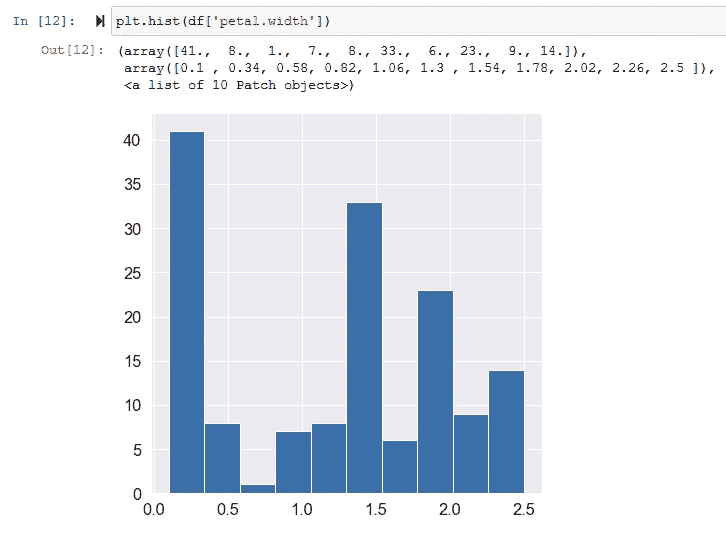 In [12]: plt.hist(df['petal.width'])
Out[12]: (array([41.,  8.,  1.,  7.,  8., 33.,  6., 23.,  9., 14.]),
array([0.1 , 0.34, 0.58, 0.82, 1.06, 1.3 , 1.54, 1.78, 2.02, 2.26, 2.5 ]),
<a list of 10 Patch objects>)
40
35
30
25
20
15
10
5
0
0.0 0.5 1.0 1.5 2.0 2.5